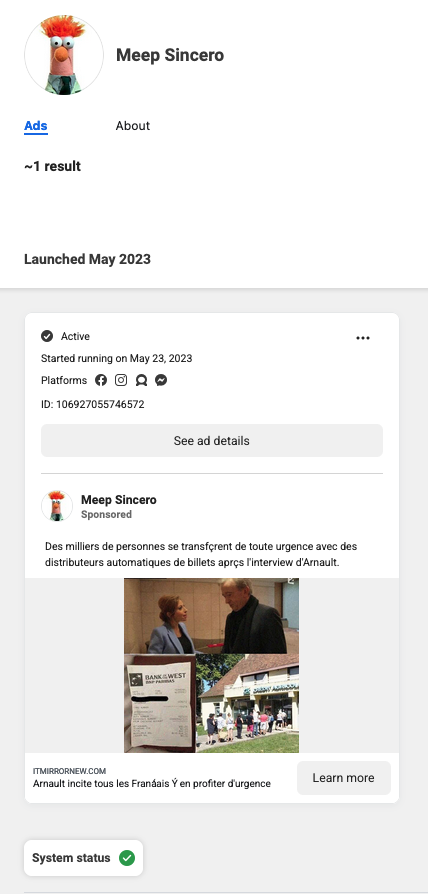 Meep Sincero
Ads About
~1 result
Launched May 2023
Active
Started running on May 23, 2023
Platforms
ID: 106927055746572
See ad details
Meep Sincero
Sponsored
Des milliers de personnes se transfçrent de toute urgence avec des
distributeurs automatiques de billets aprçs l'interview d'Arnault.
BANK OF THE WEST
BNP PARIBAS
CREDIT AGRICOLE
ITMIRRORNEW.COM
Arnault incite tous les Franáais Ý en profiter d'urgence
Learn more
System status